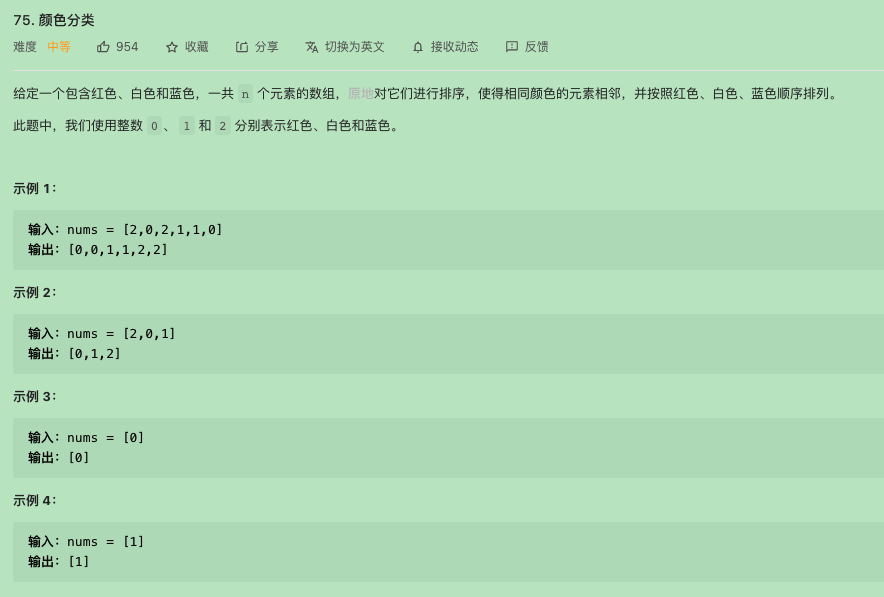 75. 颜色分类
难度 中等 954 收藏 分享 切换为英文 接收动态 反馈
给定一个包含红色、白色和蓝色，一共 n 个元素的数组，原地对它们进行排序，使得相同颜色的元素相邻，并按照红色、白色、蓝色顺序排列。
此题中，我们使用整数 0、 1 和 2 分别表示红色、白色和蓝色。
示例 1：
输入：nums = [2,0,2,1,1,0]
输出：[0,0,1,1,2,2]
示例 2：
输入：nums = [2,0,1]
输出：[0,1,2]
示例 3：
输入：nums = [0]
输出：[0]
示例 4：
输入：nums = [1]
输出：[1]